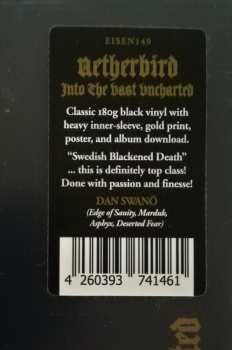 EISEN149
Netherbird
Into The Vast Uncharted
Classic 180g black vinyl with
heavy inner-sleeve, gold print,
poster, and album download.
“Swedish Blackened Death”
... this is definitely top class!
Done with passion and finesse!
DAN SWANÖ
(Edge of Sanity, Marduk,
Asphyx, Deserted Fear)
4 260393 741461